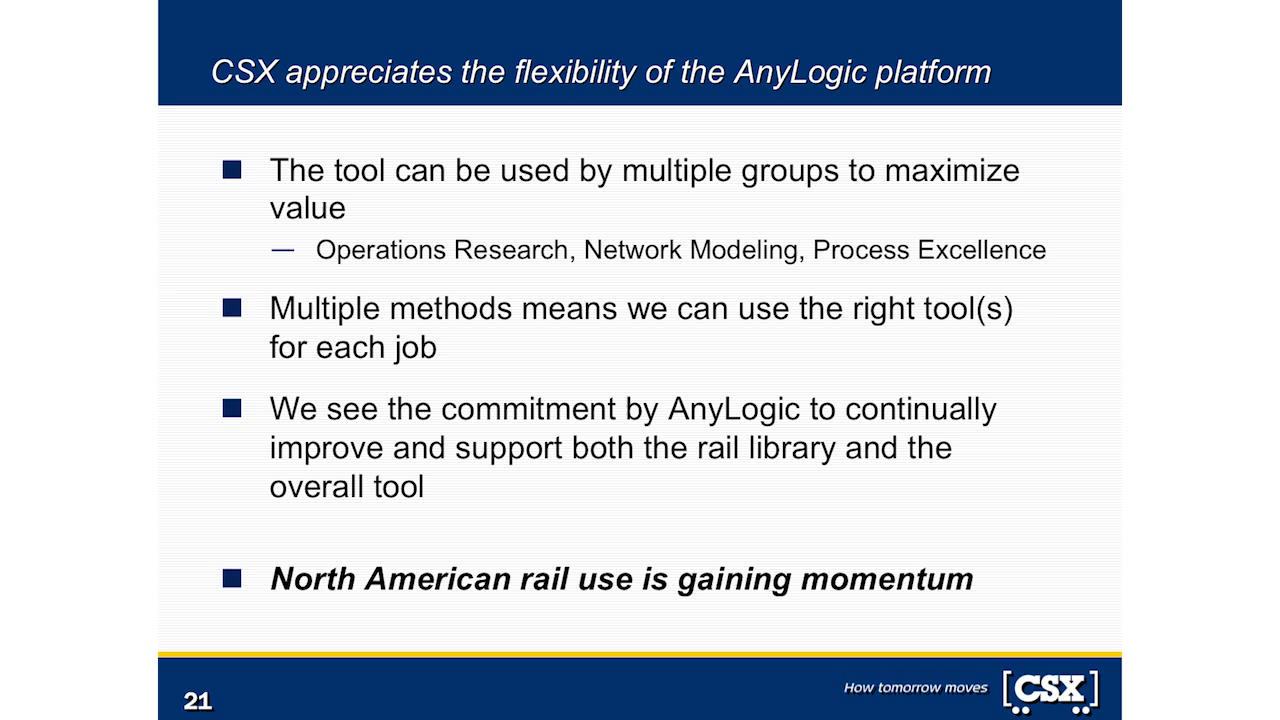 CSX appreciates the flexibility of the AnyLogic platform
The tool can be used by multiple groups to maximize
value
— Operations Research, Network Modeling, Process Excellence
Multiple methods means we can use the right tool(s)
for each job
We see the commitment by AnyLogic to continually
improve and support both the rail library and the
overall tool
North American rail use is gaining momentum
21
How tomorrow moves
[CSX]